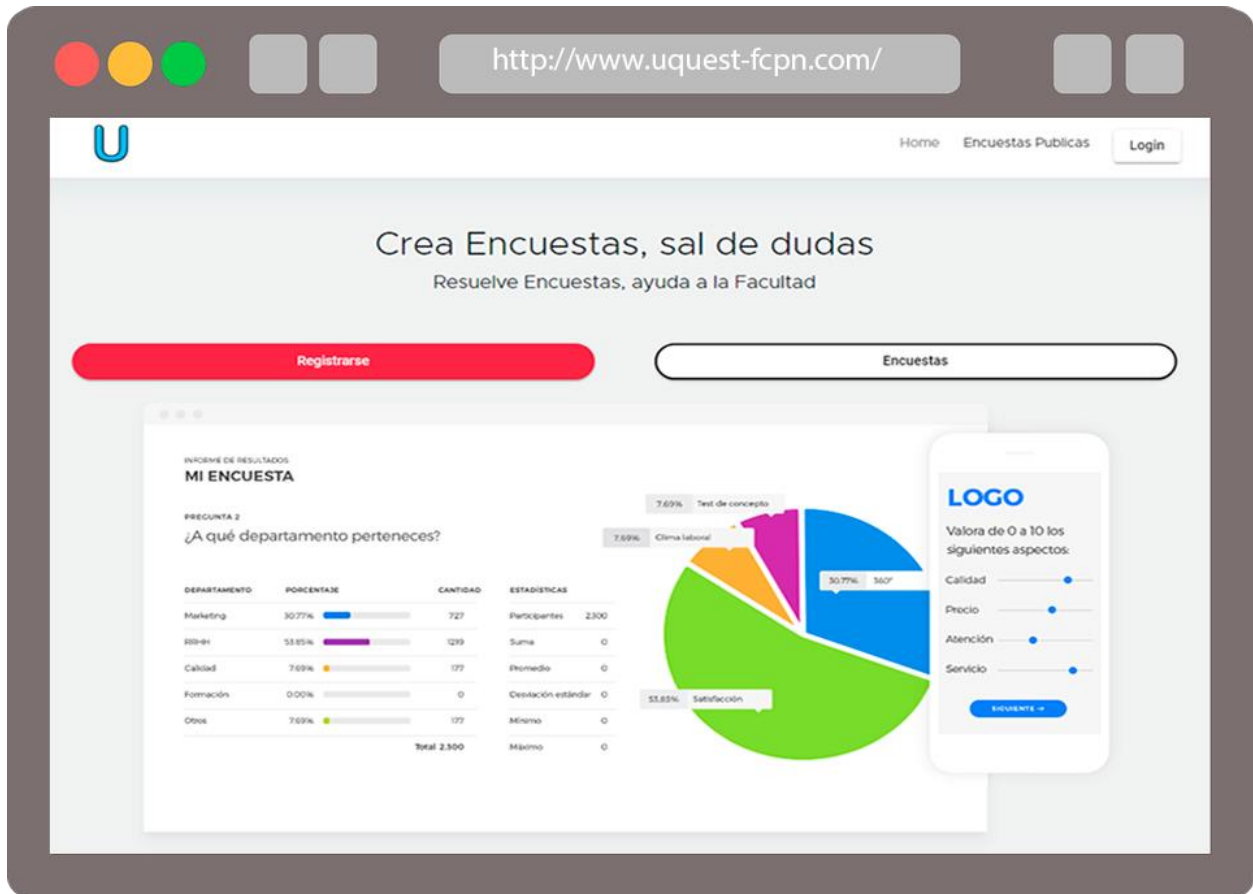 http://www.uquest-fcpn.com/
U
Home Encuestas Publicas Login
Crea Encuestas, sal de dudas
Resuelve Encuestas, ayuda a la Facultad
Registrarse Encuestas
INFORME DE RESULTADOS
MI ENCUESTA
PREGUNTA 2
¿A qué departamento perteneces?
DEPARTAMENTO PORCENTAJE CANTIDAD
Marketing 30.77% 727
RRHH 53.85% 1219
Calidad 7.69% 177
Formación 0.00% 0
Otros 7.69% 177
Total 2.300
ESTADÍSTICAS
Participantes 2.300
Suma 0
Promedio 0
Desviación estándar 0
Mínimo 0
Máximo 0
7.69% Test de concepto
7.69% Clima laboral
30.77% 360°
53.85% Satisfacción
LOGO
Valora de 0 a 10 los
siguientes aspectos:
Calidad
Precio
Atención
Servicio
SIGUIENTE →